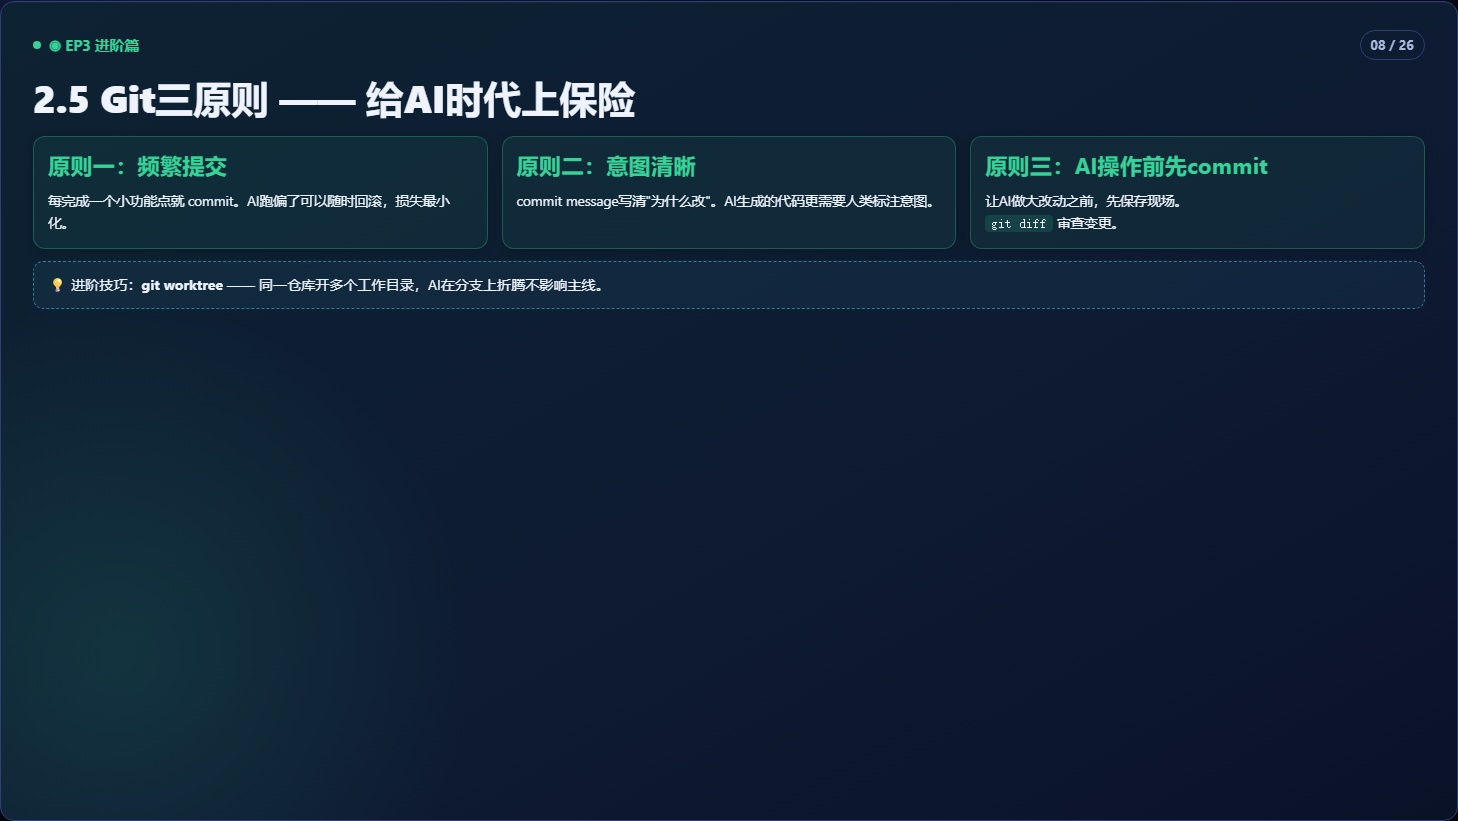 EP3 进阶篇
08 / 26
2.5 Git三原则 —— 给AI时代上保险
原则一：频繁提交
每完成一个小功能点就 commit。AI跑偏了可以随时回滚，损失最小
化。
原则二：意图清晰
commit message写清"为什么改"。AI生成的代码更需要人类标注意图。
原则三：AI操作前先commit
让AI做大改动之前，先保存现场。
git diff 审查变更。
💡 进阶技巧：git worktree —— 同一仓库开多个工作目录，AI在分支上折腾不影响主线。